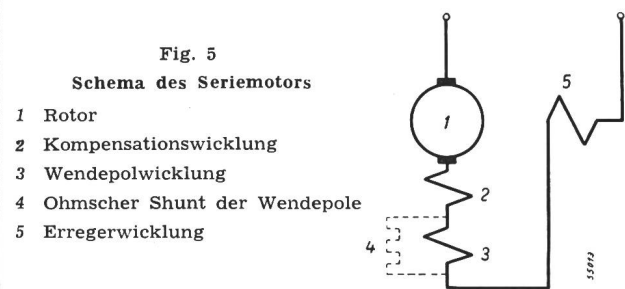 Fig. 5
Schema des Seriemotors
1 Rotor
2 Kompensationswicklung
3 Wendepolwicklung
4 Ohmscher Shunt der Wendepole
5 Erregerwicklung
1
2
3
4
5
55013